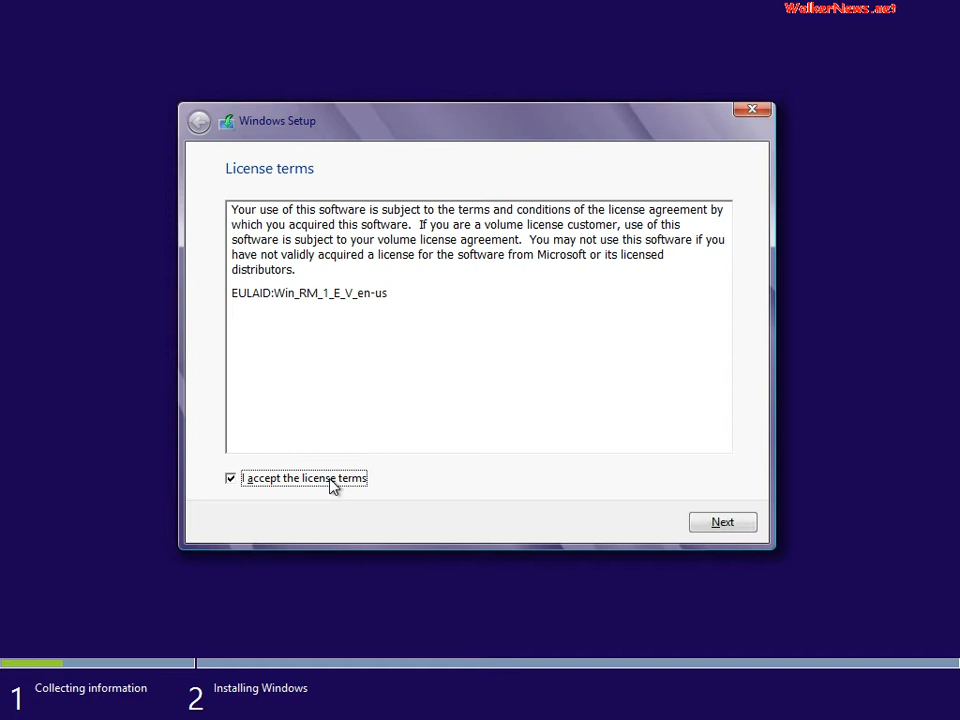 WalkerNews.net
Windows Setup
License terms
Your use of this software is subject to the terms and conditions of the license agreement by
which you acquired this software.  If you are a volume license customer, use of this
software is subject to your volume license agreement.  You may not use this software if you
have not validly acquired a license for the software from Microsoft or its licensed
distributors.
EULAID:Win_RM_1_E_V_en-us
I accept the license terms
Next
1 Collecting information
2 Installing Windows